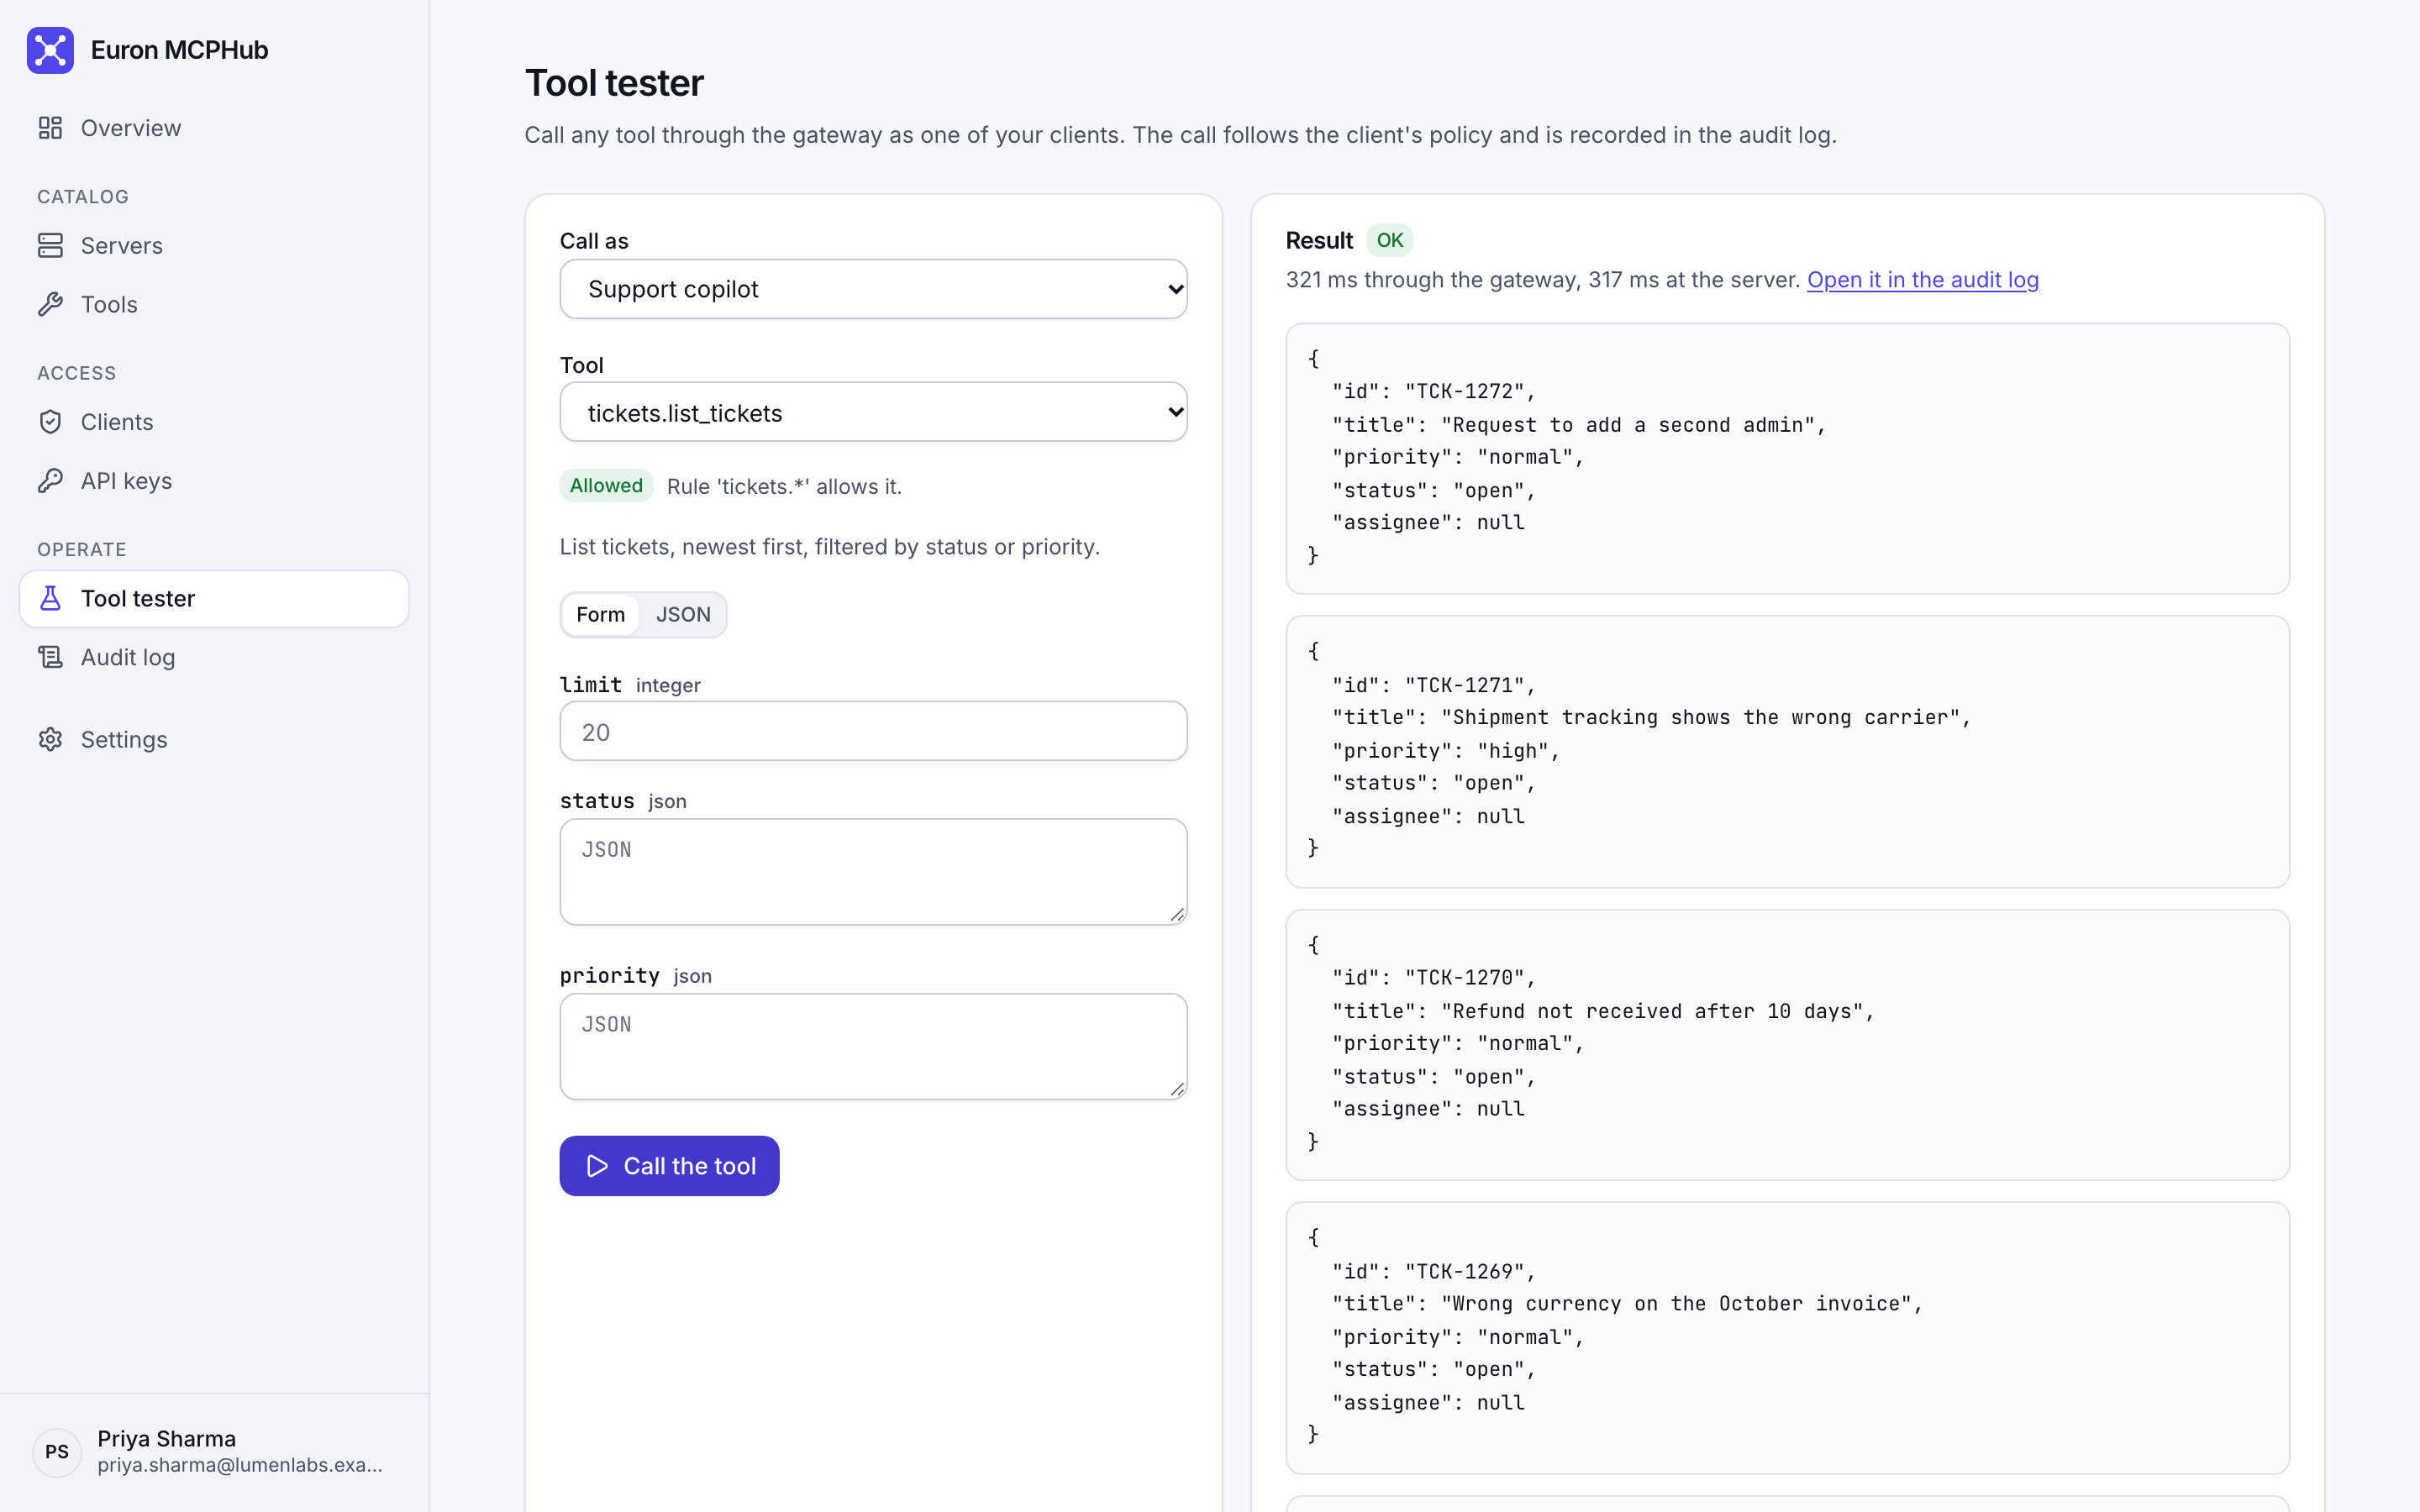 Euron MCPHub
Overview
CATALOG
Servers
Tools
ACCESS
Clients
API keys
OPERATE
Tool tester
Audit log
Settings
PS
Priya Sharma
priya.sharma@lumenlabs.exa...
Tool tester
Call any tool through the gateway as one of your clients. The call follows the client's policy and is recorded in the audit log.
Call as
Support copilot
Tool
tickets.list_tickets
Allowed Rule 'tickets.*' allows it.
List tickets, newest first, filtered by status or priority.
Form JSON
limit integer
20
status json
JSON
priority json
JSON
Call the tool
Result OK
321 ms through the gateway, 317 ms at the server. Open it in the audit log
{
"id": "TCK-1272",
"title": "Request to add a second admin",
"priority": "normal",
"status": "open",
"assignee": null
}
{
"id": "TCK-1271",
"title": "Shipment tracking shows the wrong carrier",
"priority": "high",
"status": "open",
"assignee": null
}
{
"id": "TCK-1270",
"title": "Refund not received after 10 days",
"priority": "normal",
"status": "open",
"assignee": null
}
{
"id": "TCK-1269",
"title": "Wrong currency on the October invoice",
"priority": "normal",
"status": "open",
"assignee": null
}